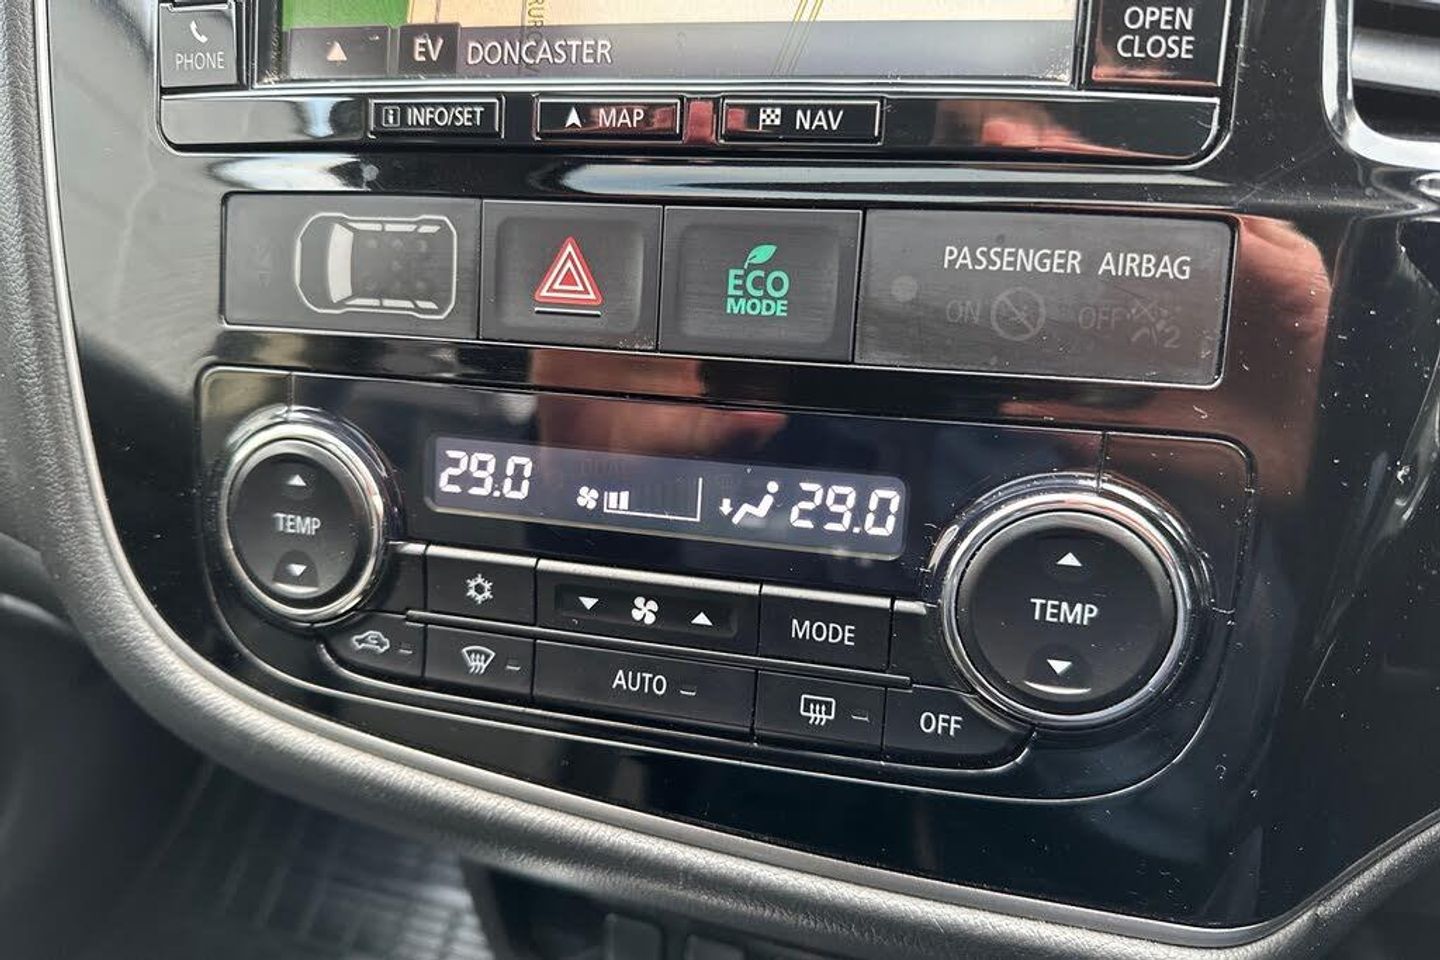 PHONE
EV DONCASTER
OPEN
CLOSE
INFO/SET
MAP
NAV
ECO
MODE
PASSENGER AIRBAG
ON OFF 2
29.0
29.0
TEMP
TEMP
MODE
AUTO
OFF